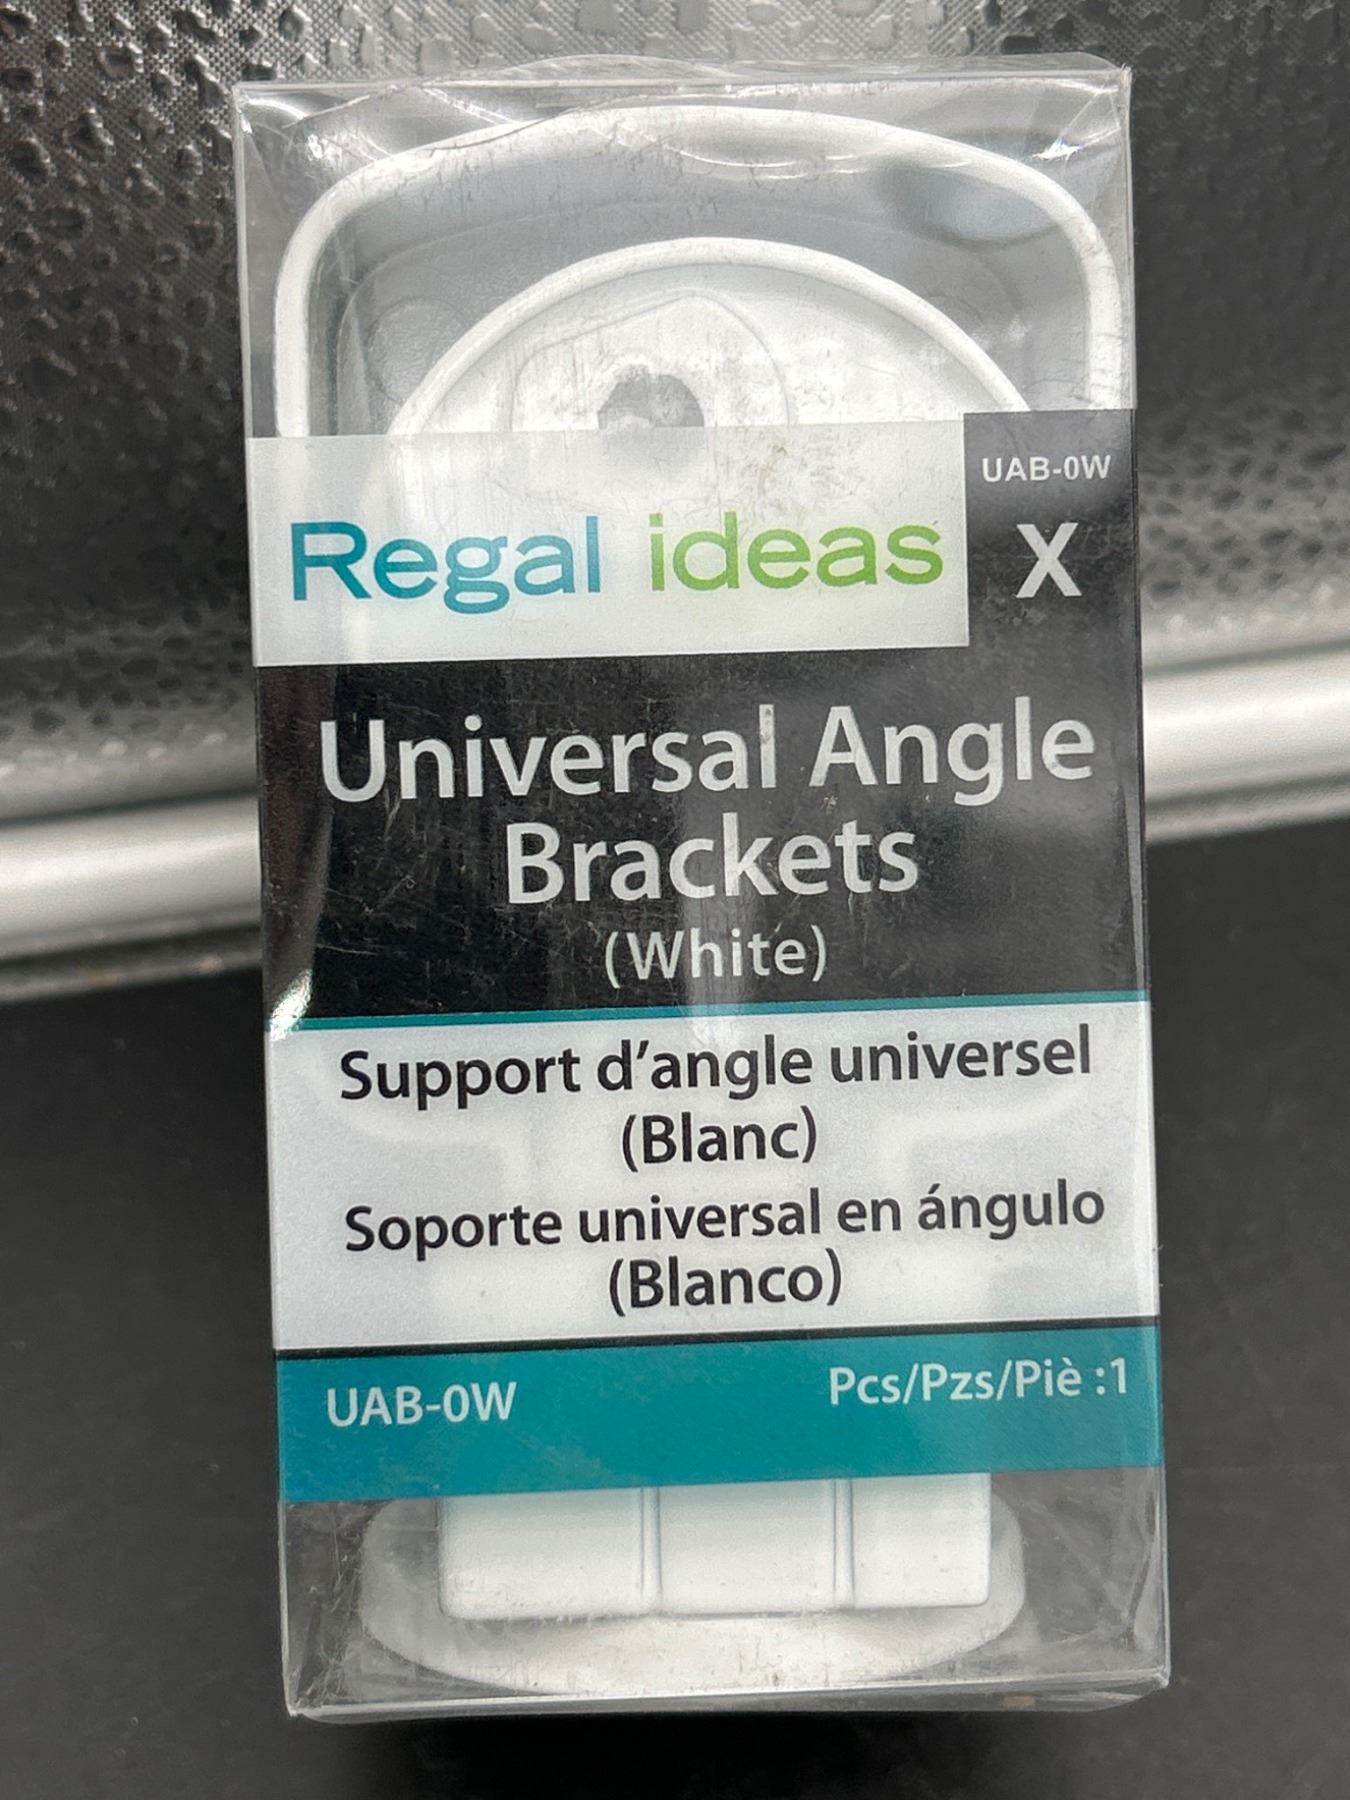 UAB-0W
Regal ideas X
Universal Angle
Brackets
(White)
Support d'angle universel
(Blanc)
Soporte universal en ángulo
(Blanco)
UAB-0W Pcs/Pzs/Piè :1